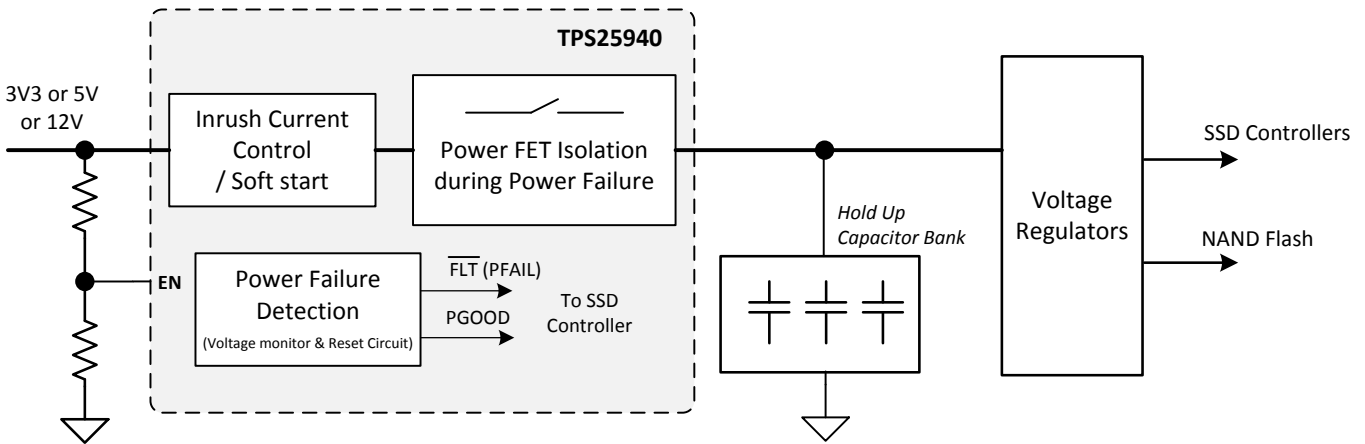 TPS25940
3V3 or 5V
or 12V
Inrush Current
Control
/ Soft start
Power FET Isolation
during Power Failure
Voltage
Regulators
SSD Controllers
NAND Flash
Hold Up
Capacitor Bank
EN
Power Failure
Detection
(Voltage monitor & Reset Circuit)
FLT (PFAIL)
PGOOD
To SSD
Controller